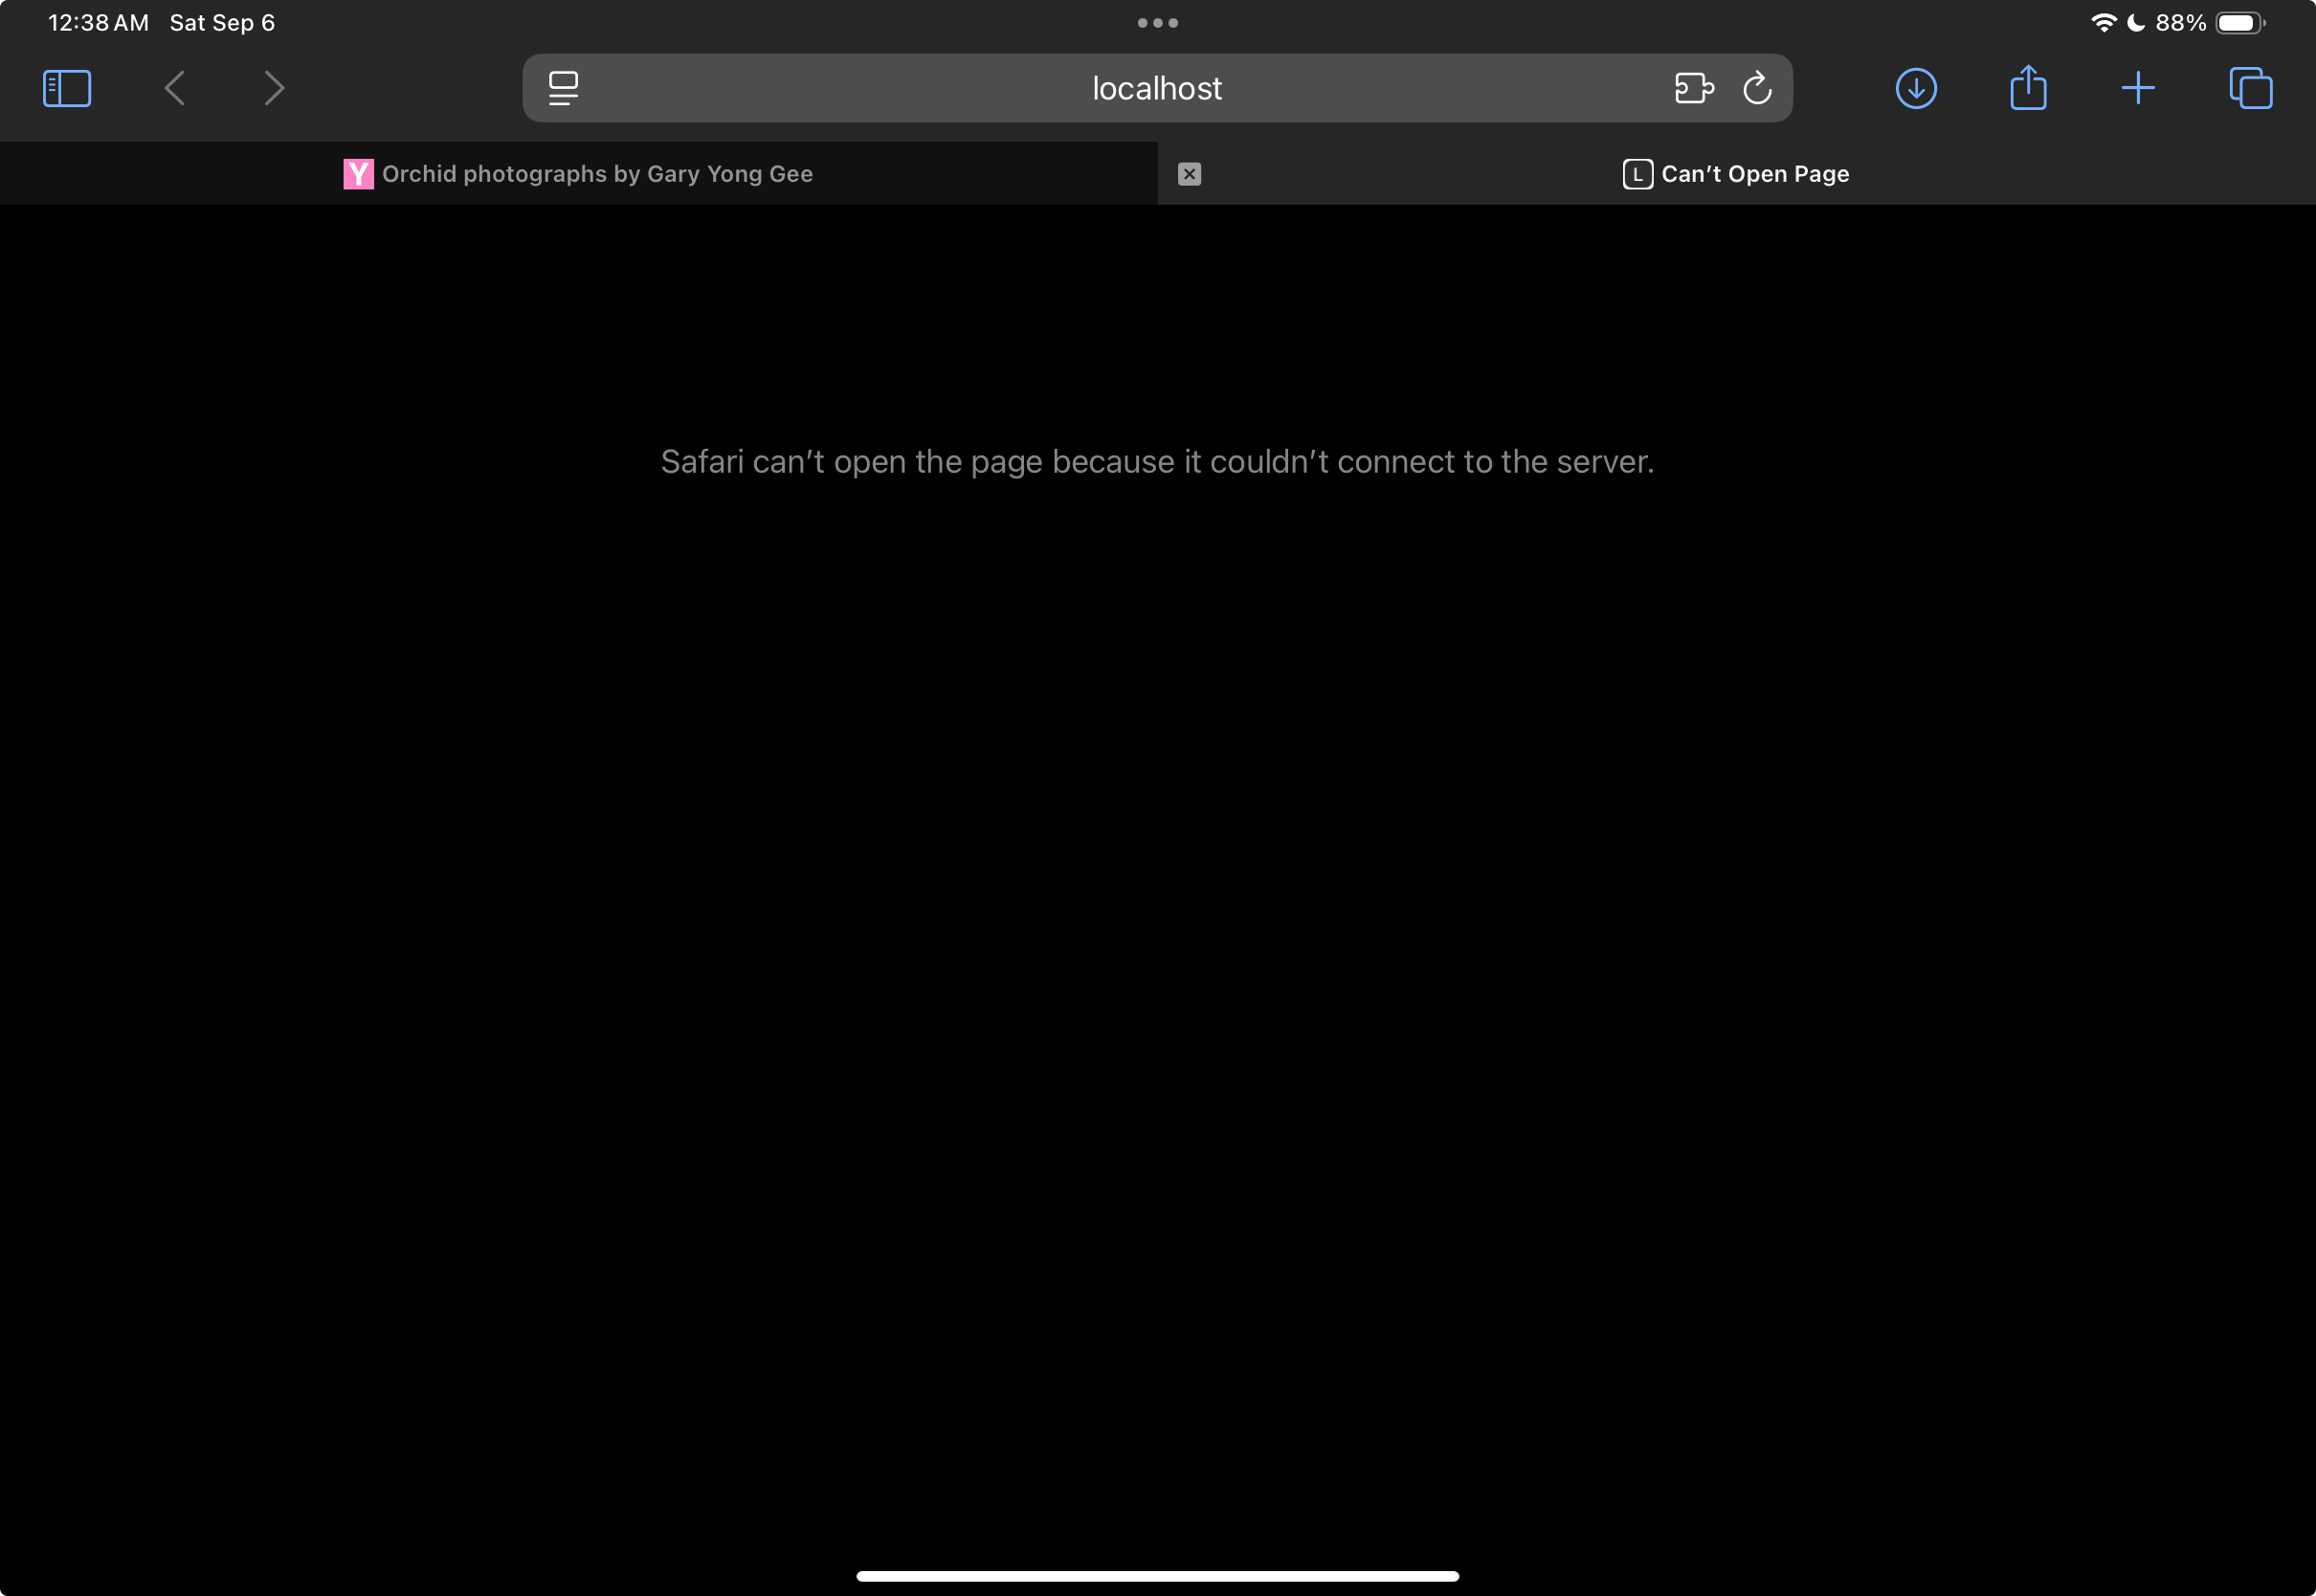 12:38 AM Sat Sep 6
88%
localhost
Y Orchid photographs by Gary Yong Gee
L Can’t Open Page
Safari can’t open the page because it couldn’t connect to the server.